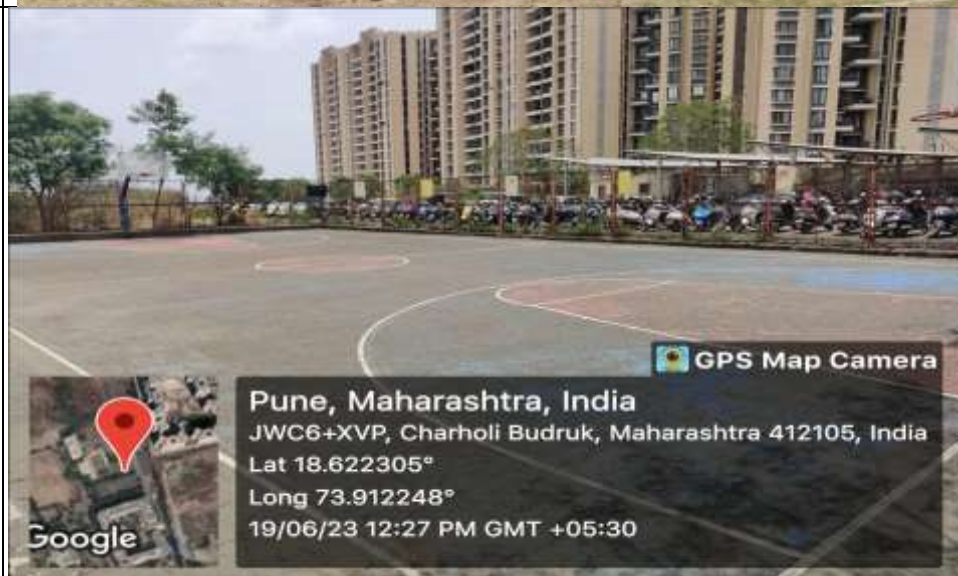 GPS Map Camera
Pune, Maharashtra, India
JWC6+XVP, Charholi Budruk, Maharashtra 412105, India
Lat 18.622305°
Long 73.912248°
19/06/23 12:27 PM GMT +05:30
Google